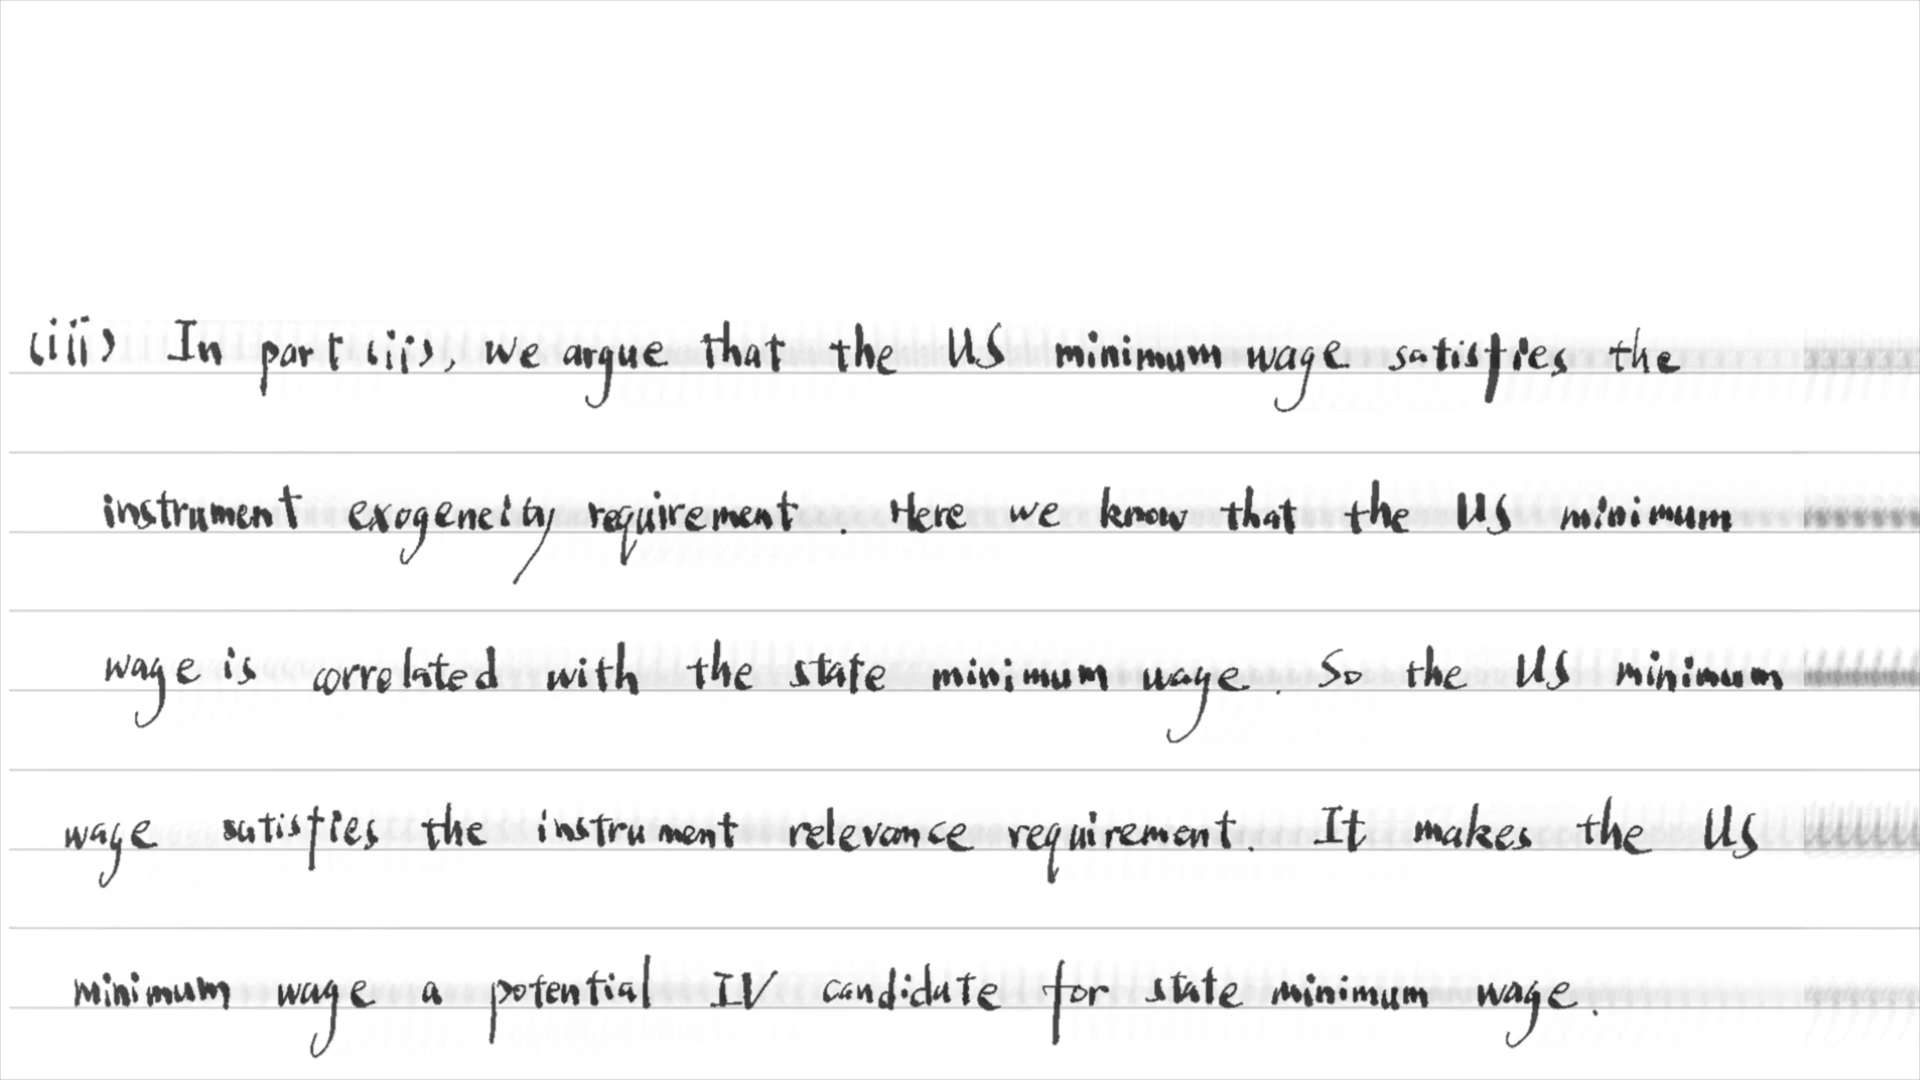 (iii) In part (ii), we argue that the US minimum wage satisfies the
instrument exogeneity requirement. Here we know that the US minimum
wage is correlated with the state minimum wage. So the US minimum
wage satisfies the instrument relevance requirement. It makes the US
minimum wage a potential IV candidate for state minimum wage.